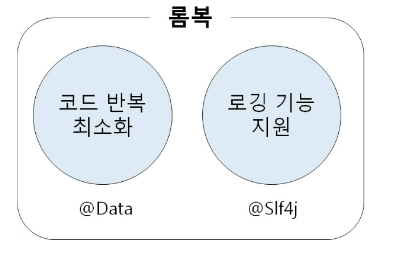 롬복
코드 반복
최소화
로깅 기능
지원
@Data
@Slf4j